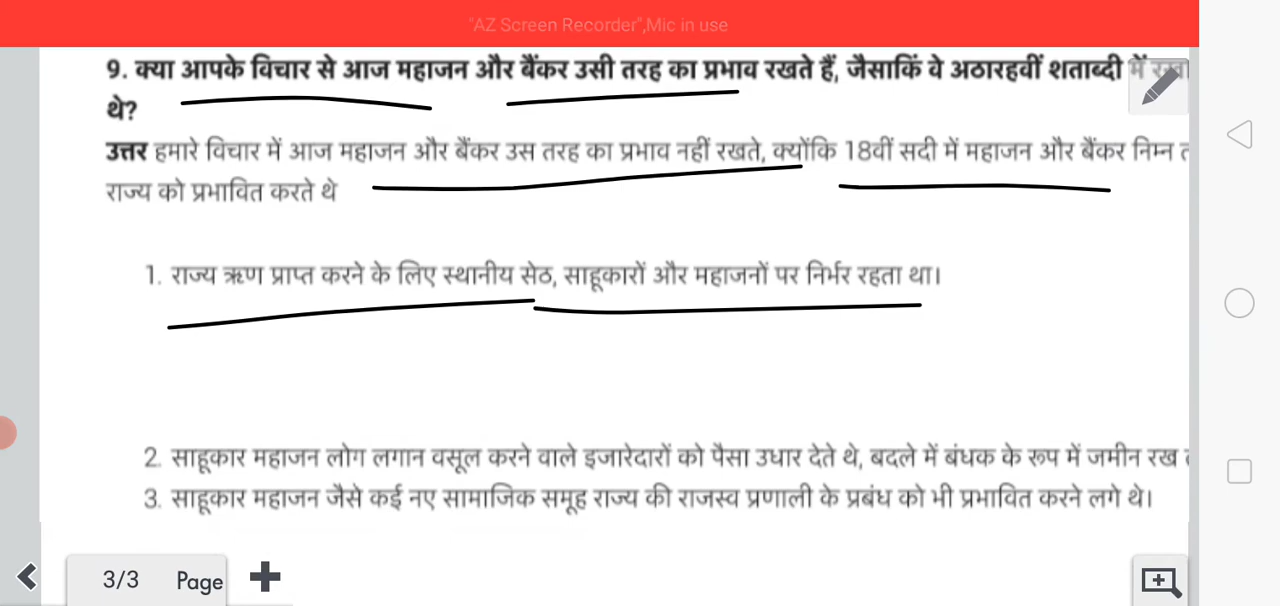 "AZ Screen Recorder",Mic in use
9. क्या आपके विचार से आज महाजन और बैंकर उसी तरह का प्रभाव रखते हैं, जैसाकिं वे अठारहवीं शताब्दी में
थे?
उत्तर हमारे विचार में आज महाजन और बैंकर उस तरह का प्रभाव नहीं रखते, क्योंकि 18वीं सदी में महाजन और बैंकर निम्न
राज्य को प्रभावित करते थे
1. राज्य ऋण प्राप्त करने के लिए स्थानीय सेठ, साहूकारों और महाजनों पर निर्भर रहता था।
2. साहूकार महाजन लोग लगान वसूल करने वाले इजारेदारों को पैसा उधार देते थे, बदले में बंधक के रूप में जमीन रख
3. साहूकार महाजन जैसे कई नए सामाजिक समूह राज्य की राजस्व प्रणाली के प्रबंध को भी प्रभावित करने लगे थे।
3/3 Page